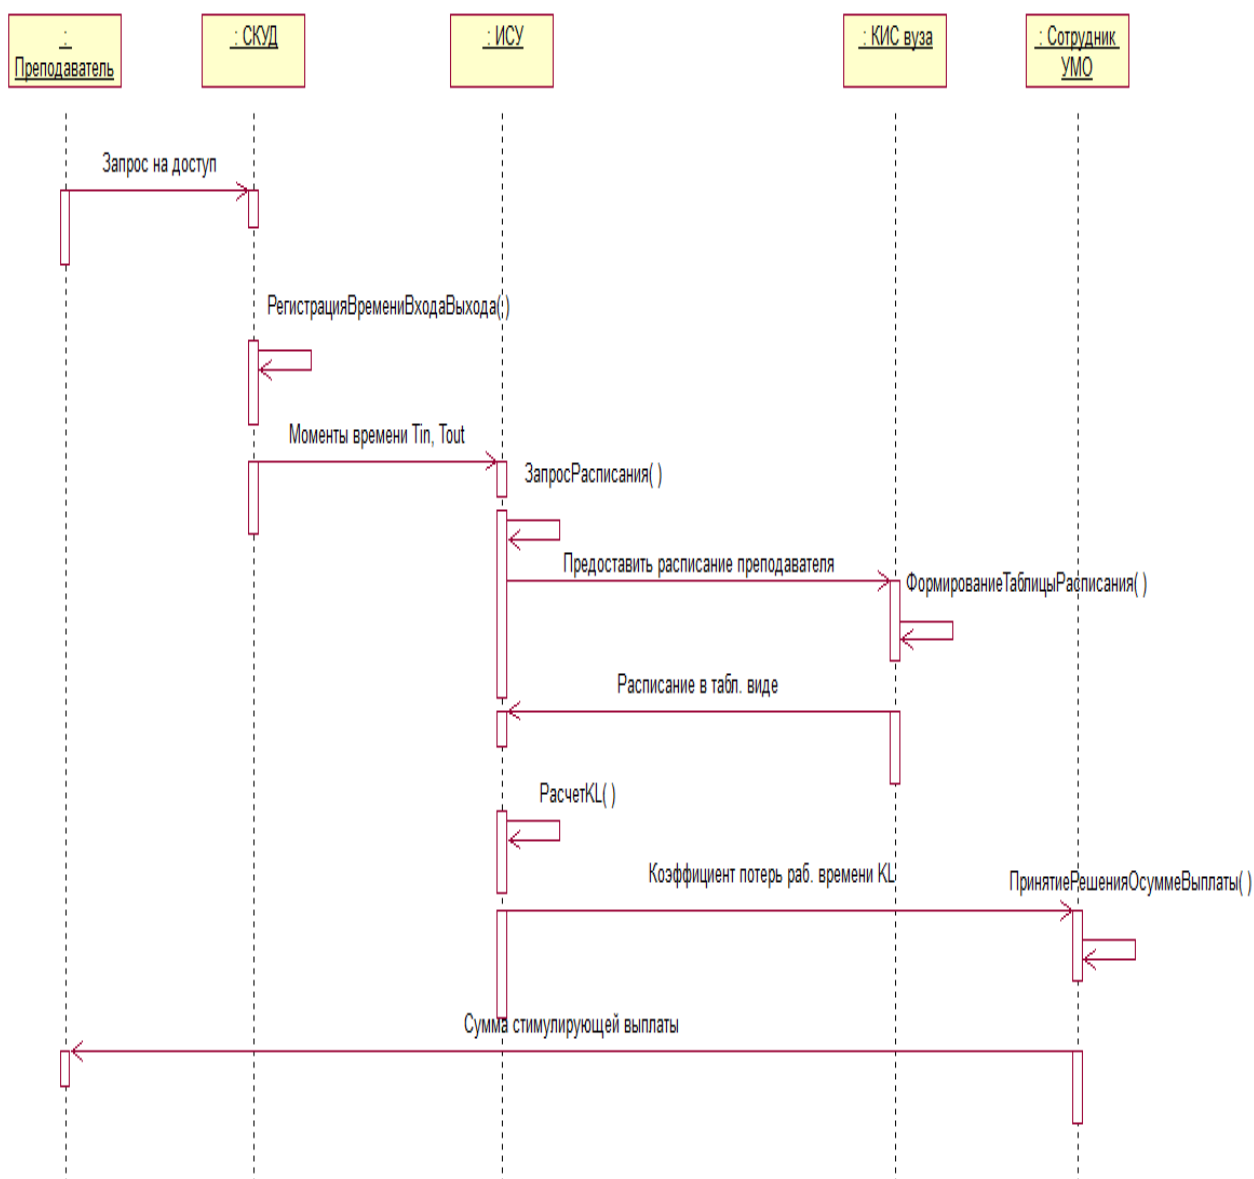 :
Преподаватель
: СКУД
: ИСУ
: КИС вуза
: Сотрудник
УМО
Запрос на доступ
РегистрацияВремениВходаВыхода( )
Моменты времени Tin, Tout
ЗапросРасписания( )
Предоставить расписание преподавателя
ФормированиеТаблицыРасписания( )
Расписание в табл. виде
РасчетKL( )
Коэффициент потерь раб. времени KL
ПринятиеРешенияОсуммеВыплаты( )
Сумма стимулирующей выплаты